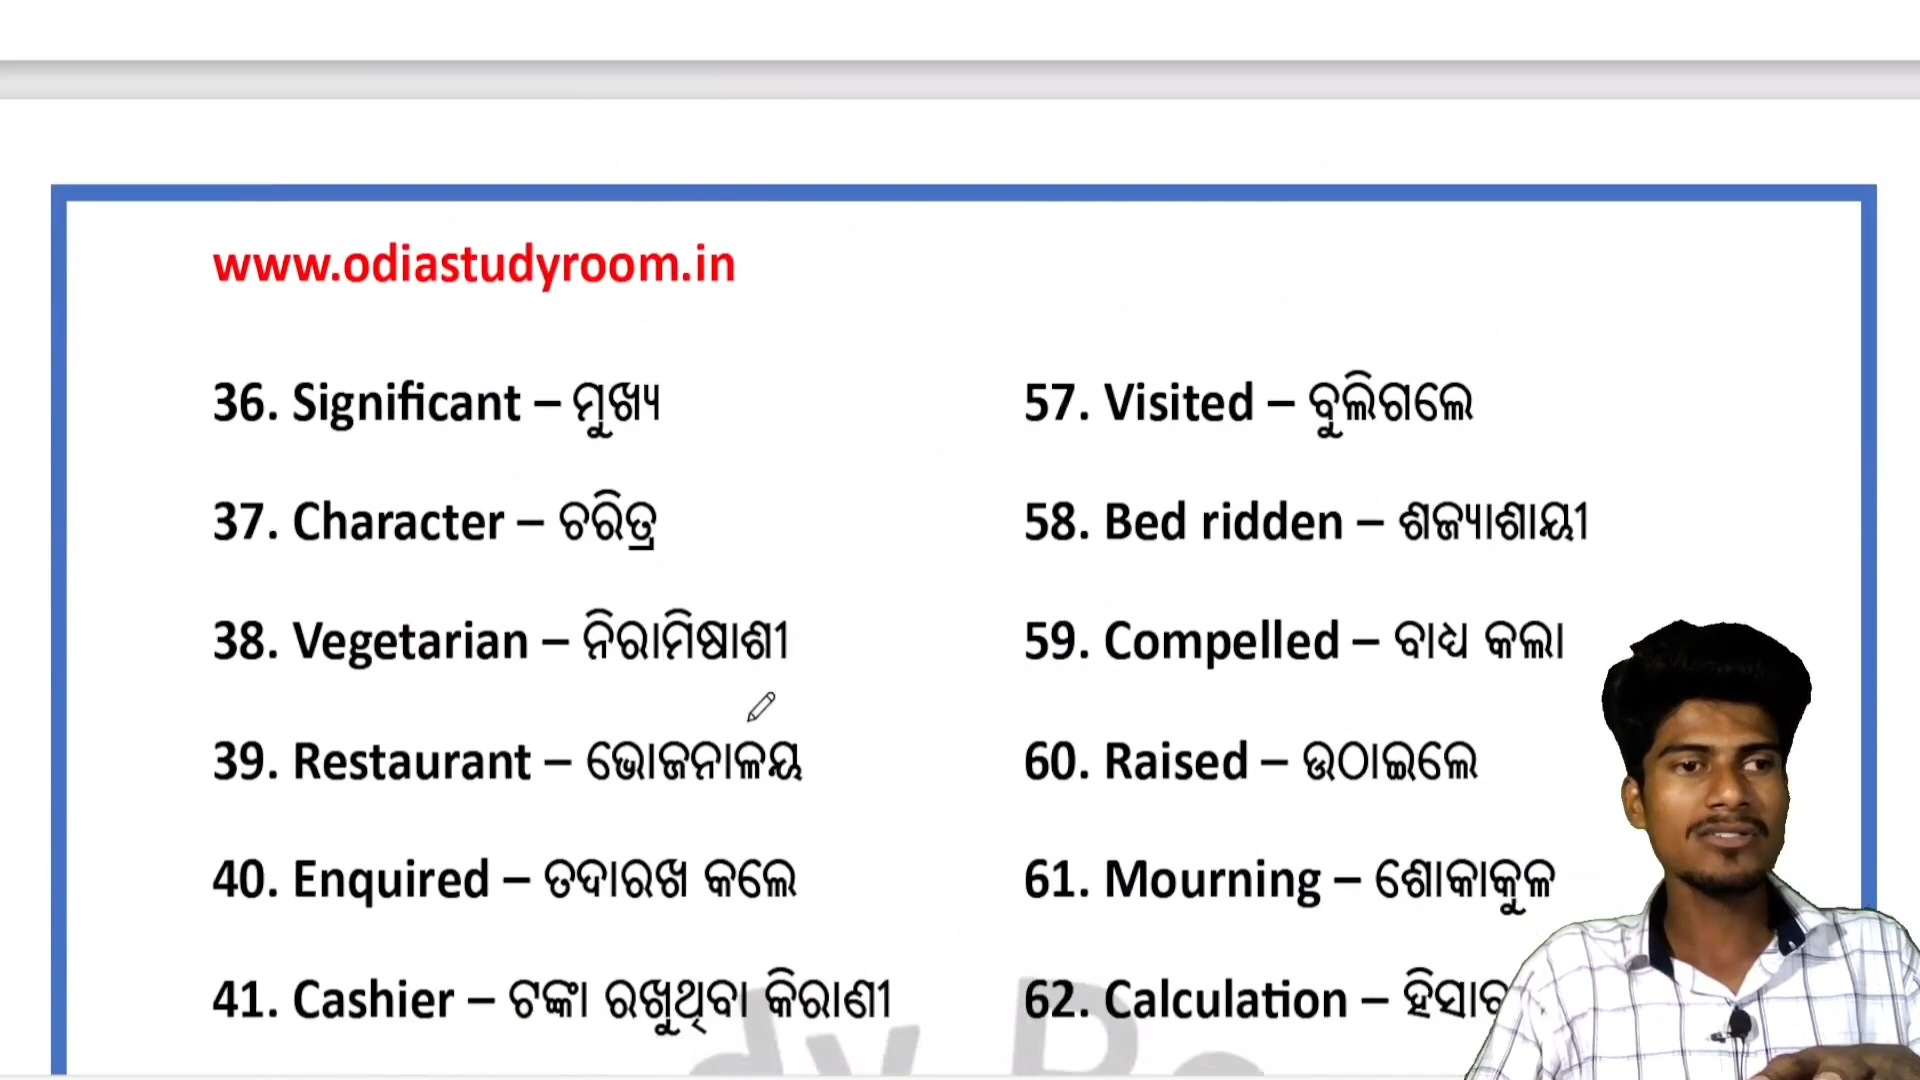 www.odiastudyroom.in
36. Significant – ମୁଖ୍ୟ
37. Character – ଚରିତ୍ର
38. Vegetarian – ନିରାମିଷାଶୀ
39. Restaurant – ଭୋଜନାଳୟ
40. Enquired – ତଦାରଖ କଲେ
41. Cashier – ଟଙ୍କା ରଖୁଥିବା କିରାଣୀ
57. Visited – ବୁଲିଗଲେ
58. Bed ridden – ଶଜ୍ୟାଶାୟୀ
59. Compelled – ବାଧ୍ୟ କଲା
60. Raised – ଉଠାଇଲେ
61. Mourning – ଶୋକାକୁଳ
62. Calculation –